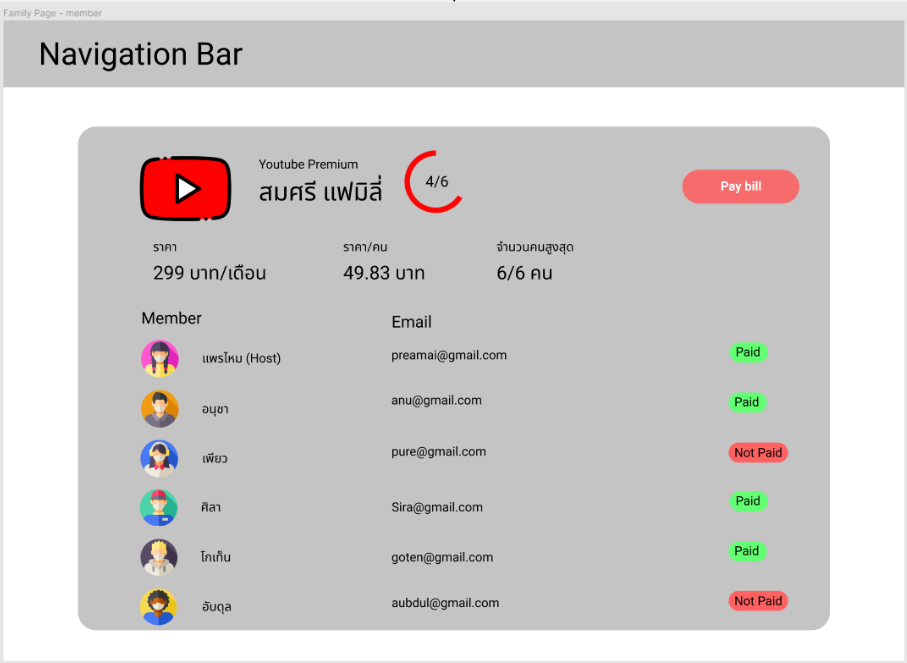 Family Page - member
Navigation Bar
Youtube Premium
สมศรี แฟมิลี่
4/6
Pay bill
ราคา
299 บาท/เดือน
ราคา/คน
49.83 บาท
จำนวนคนสูงสุด
6/6 คน
Member
Email
แพรไหม (Host)
preamai@gmail.com
Paid
อนุชา
anu@gmail.com
Paid
เพียว
pure@gmail.com
Not Paid
ศิลา
Sira@gmail.com
Paid
โกเท็น
goten@gmail.com
Paid
อับดุล
aubdul@gmail.com
Not Paid